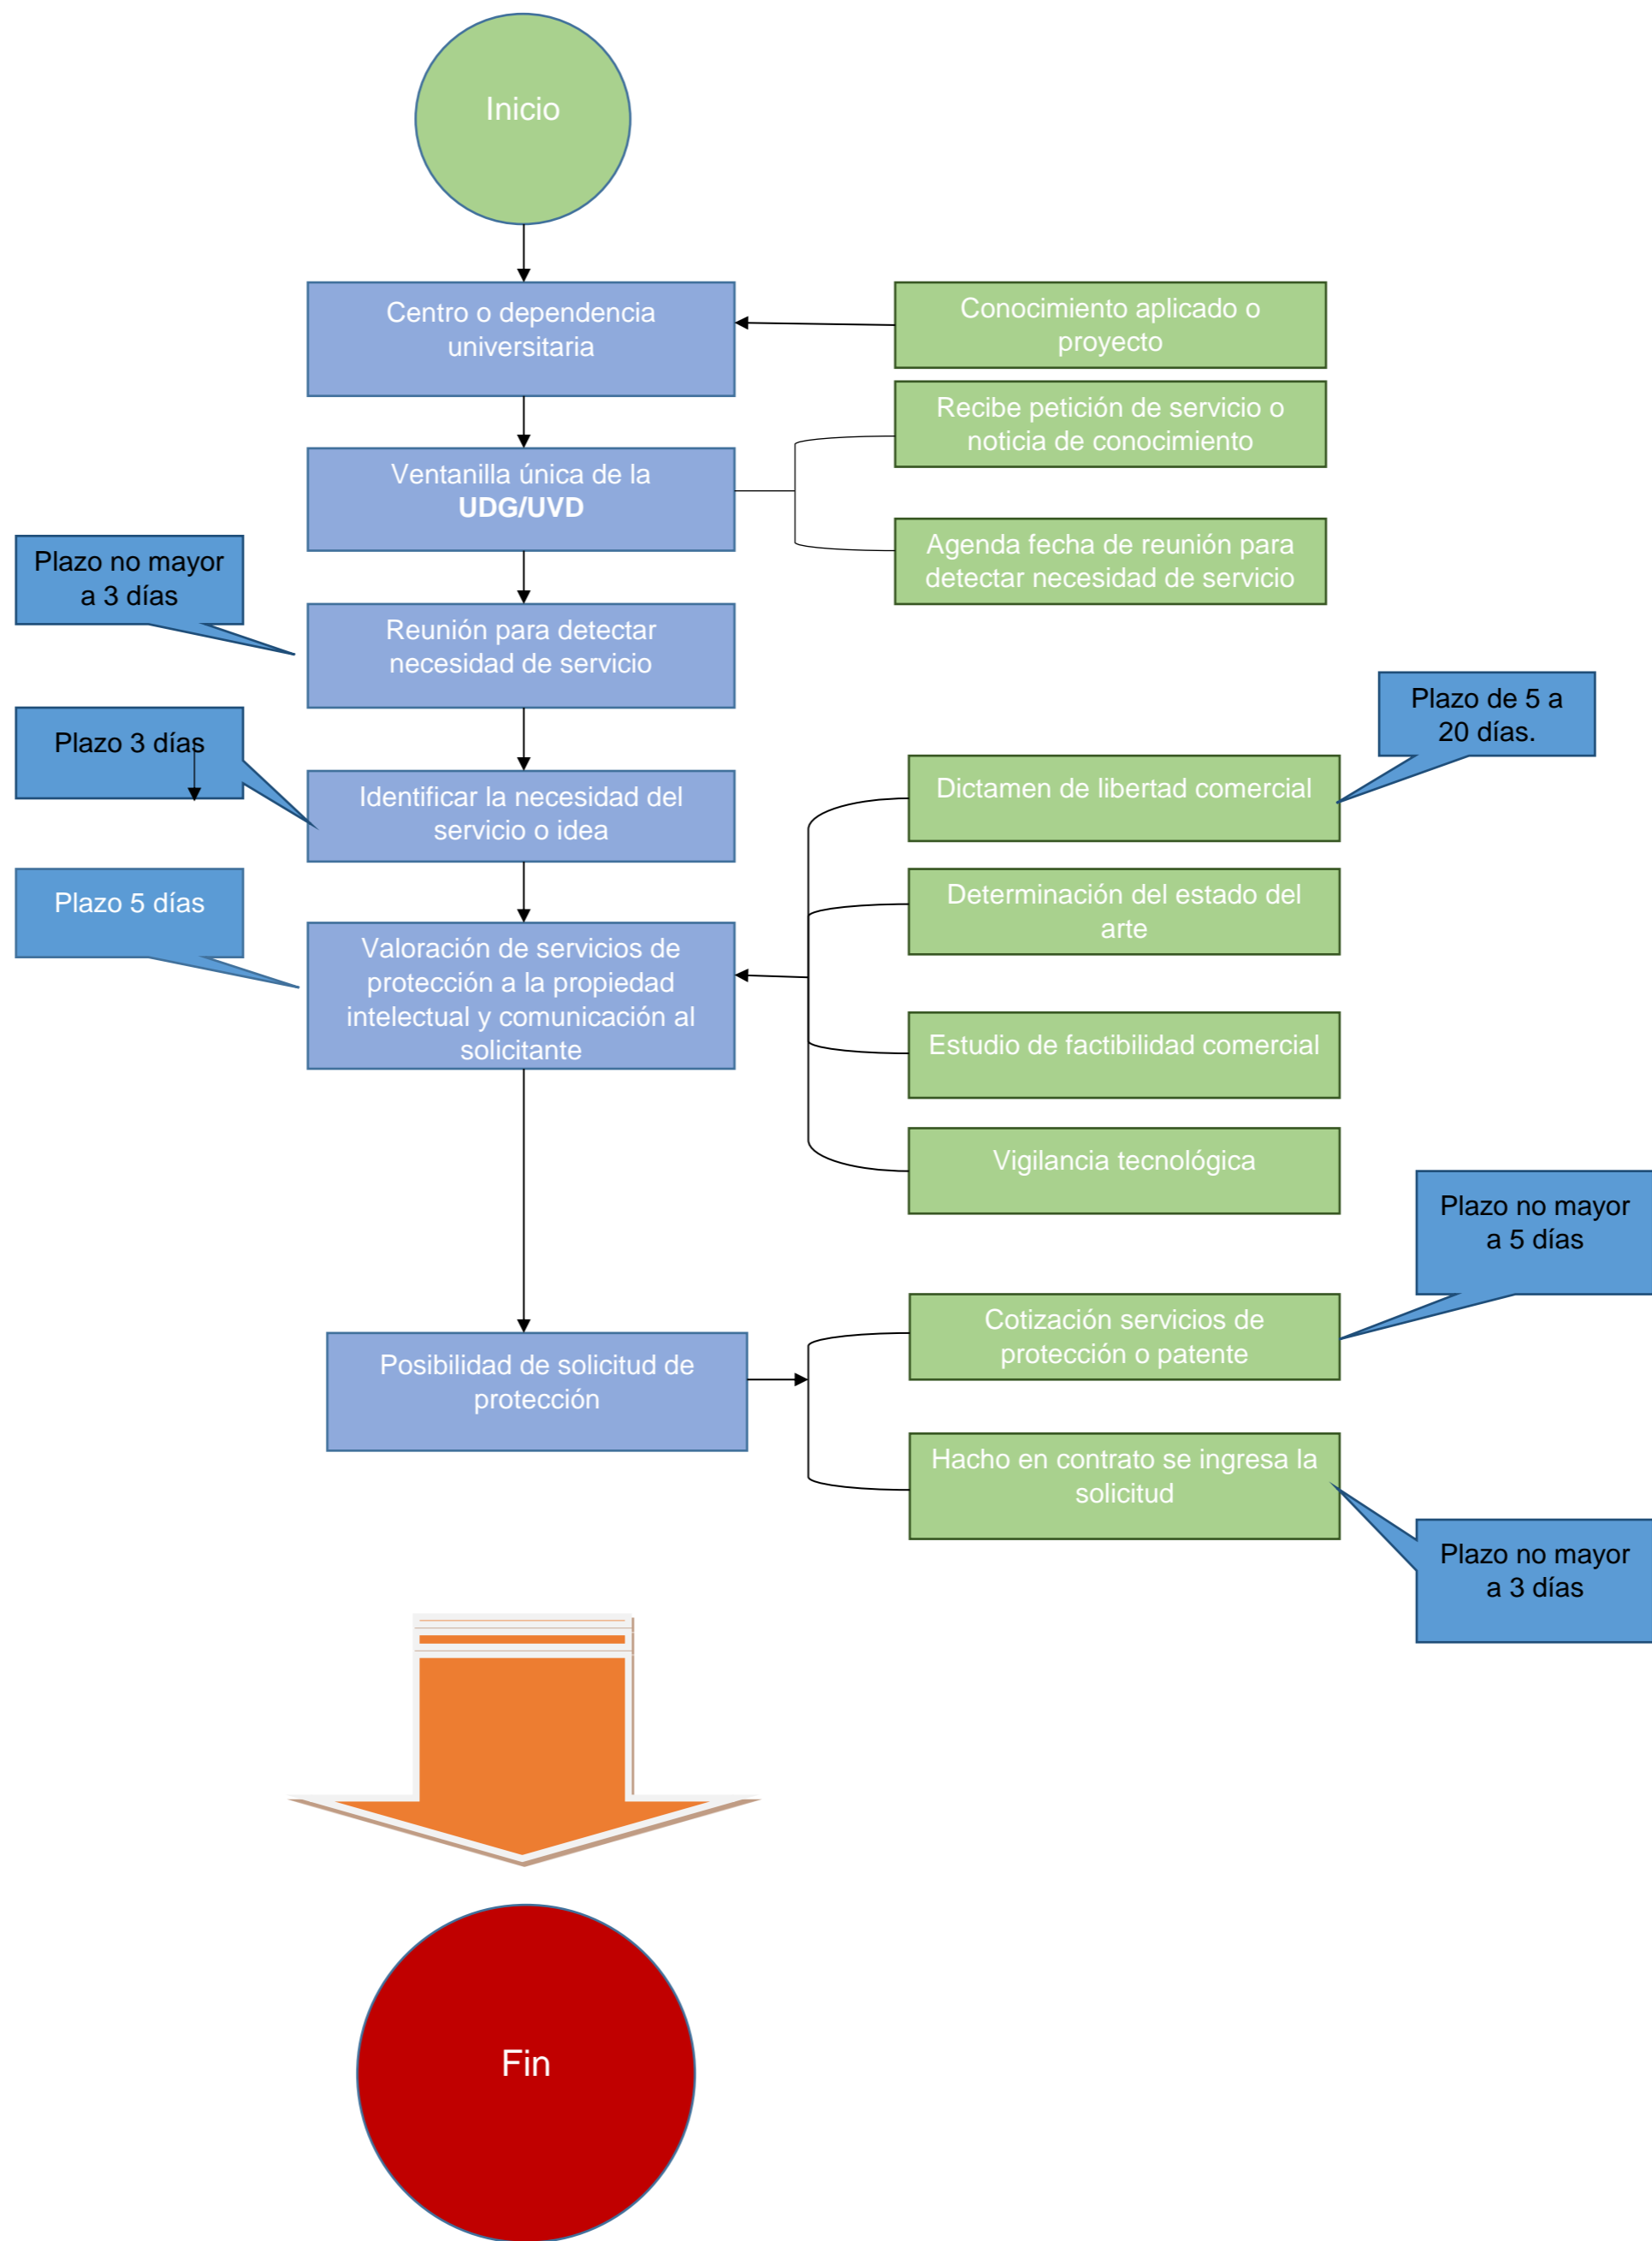 Inicio
Centro o dependencia
universitaria
Conocimiento aplicado o
proyecto
Recibe petición de servicio o
noticia de conocimiento
Ventanilla única de la
UDG/UVD
Agenda fecha de reunión para
detectar necesidad de servicio
Plazo no mayor
a 3 días
Reunión para detectar
necesidad de servicio
Plazo de 5 a
20 días.
Plazo 3 días
Identificar la necesidad del
servicio o idea
Dictamen de libertad comercial
Plazo 5 días
Determinación del estado del
arte
Valoración de servicios de
protección a la propiedad
intelectual y comunicación al
solicitante
Estudio de factibilidad comercial
Vigilancia tecnológica
Plazo no mayor
a 5 días
Cotización servicios de
protección o patente
Posibilidad de solicitud de
protección
Hacho en contrato se ingresa la
solicitud
Plazo no mayor
a 3 días
Fin